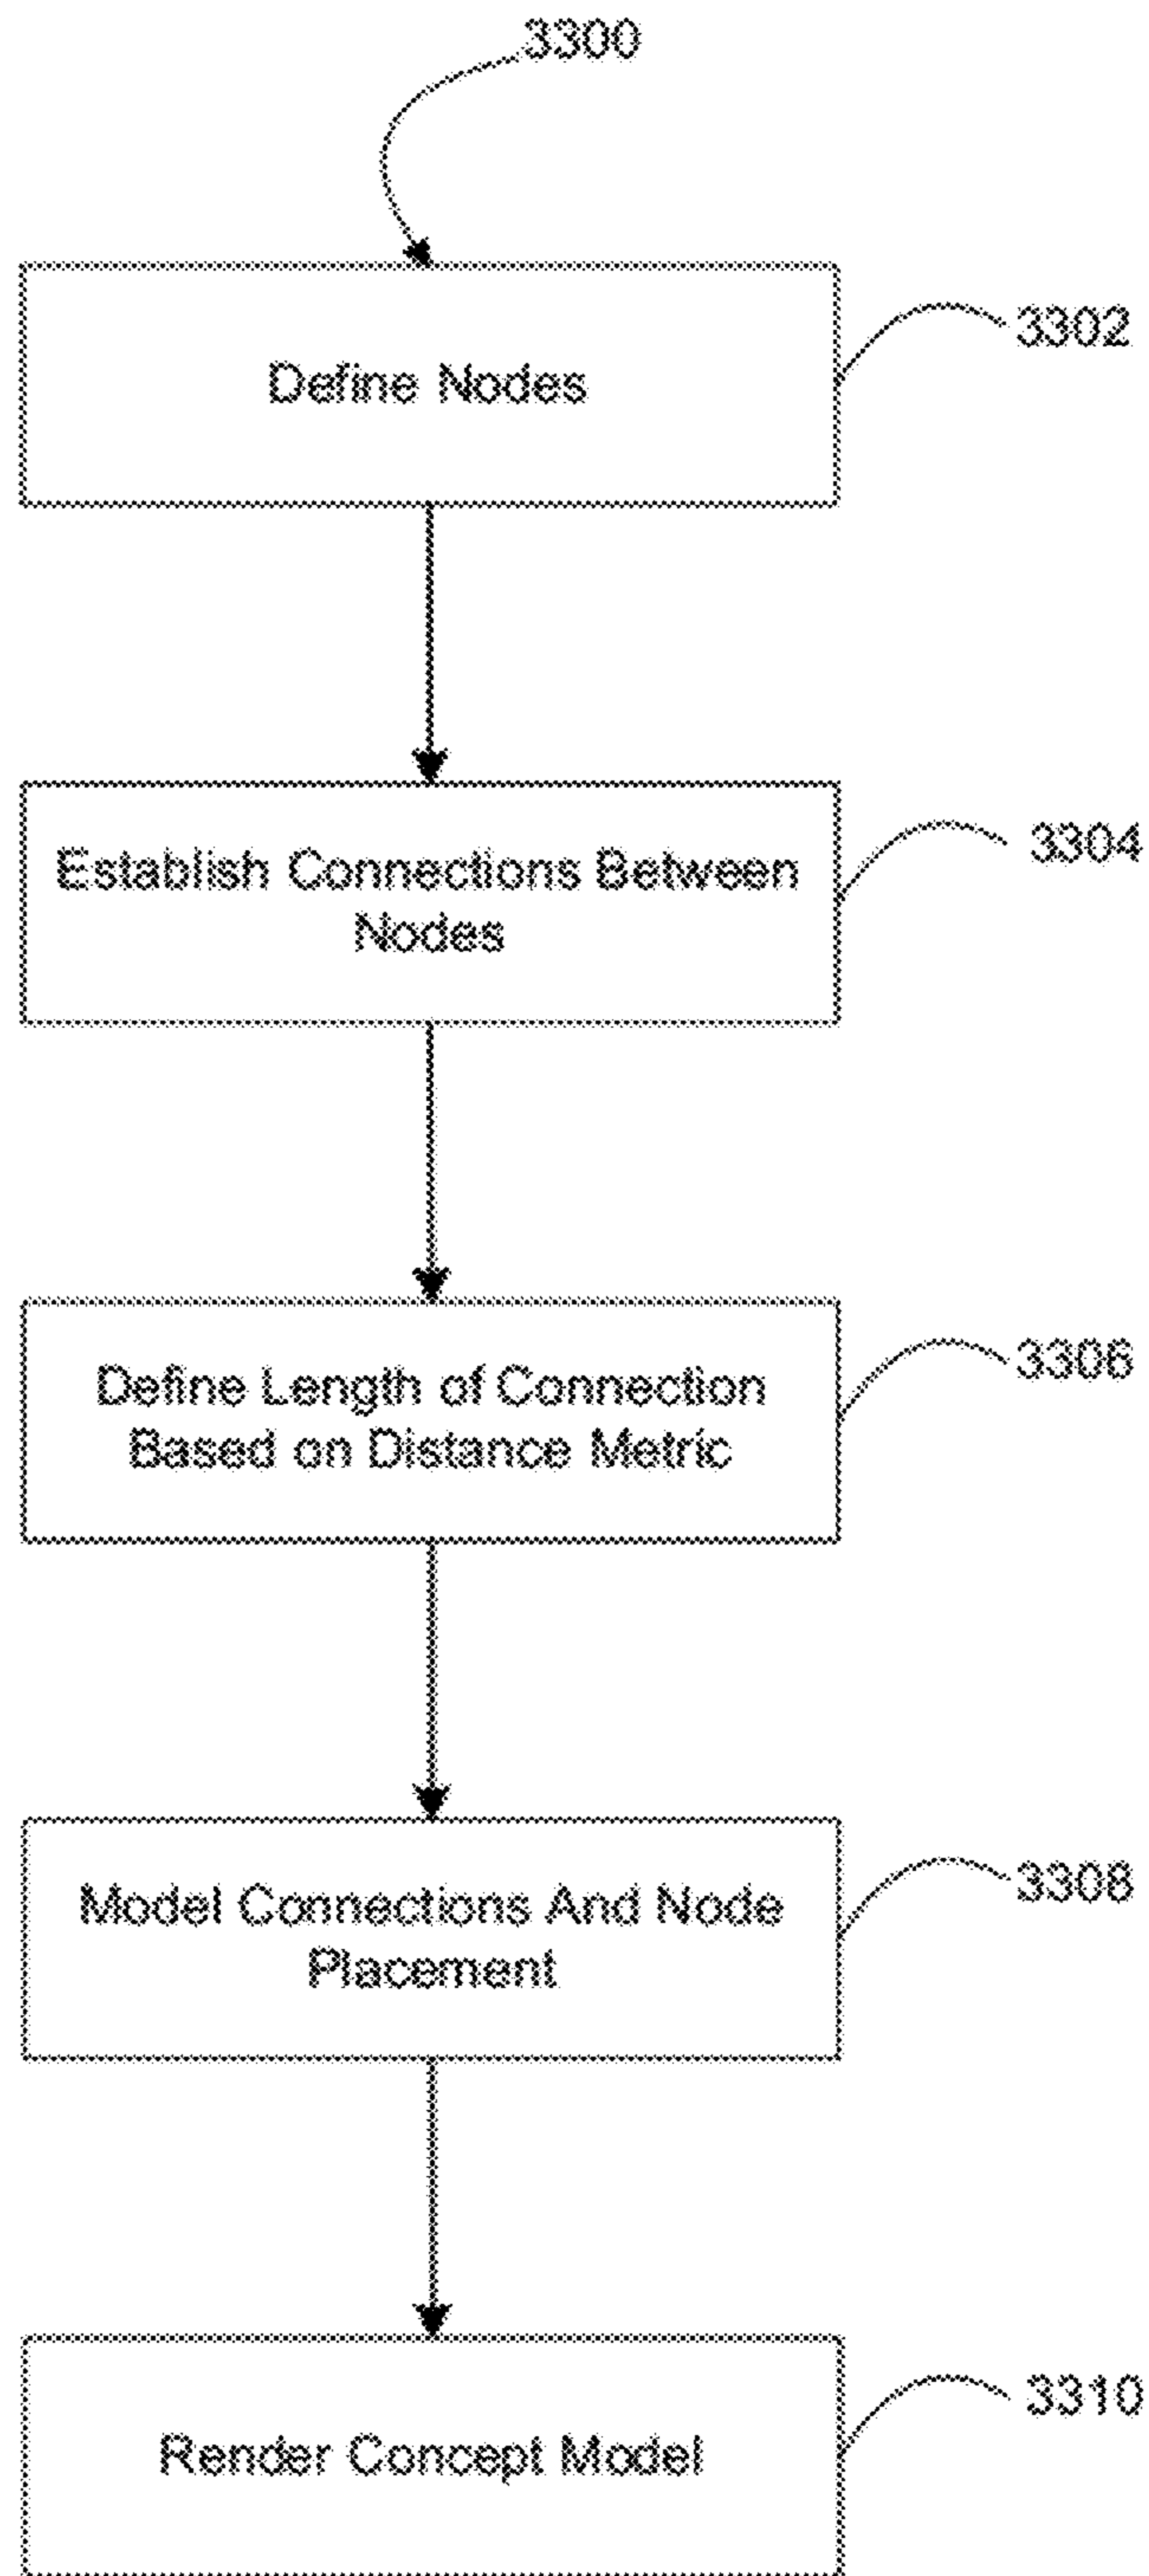 3300
Define Nodes
3302
Establish Connections Between
Nodes
3304
Define Length of Connection
Based on Distance Metric
3306
Model Connections And Node
Placement
3308
Render Concept Model
3310